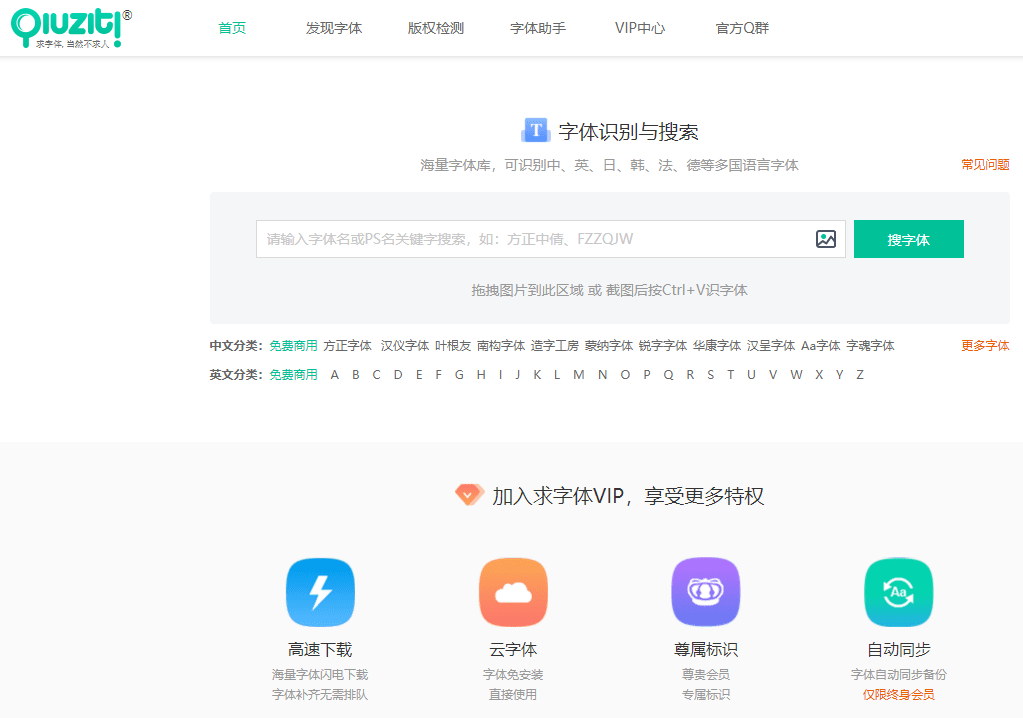 Qiuziti®
求字体, 当然不求人
首页 发现字体 版权检测 字体助手 VIP中心 官方Q群
T 字体识别与搜索
海量字体库，可识别中、英、日、韩、法、德等多国语言字体
常见问题
请输入字体名或PS名关键字搜索，如：方正中倩、FZZQJW
搜字体
拖拽图片到此区域 或 截图后按Ctrl+V识字体
中文分类： 免费商用 方正字体 汉仪字体 叶根友 南构字体 造字工房 蒙纳字体 锐字字体 华康字体 汉呈字体 Aa字体 字魂字体 更多字体
英文分类： 免费商用 A B C D E F G H I J K L M N O P Q R S T U V W X Y Z
加入求字体VIP，享受更多特权
Aa
高速下载 云字体 尊属标识 自动同步
海量字体闪电下载 字体免安装 尊贵会员 字体自动同步备份
字体补齐无需排队 直接使用 专属标识 仅限终身会员